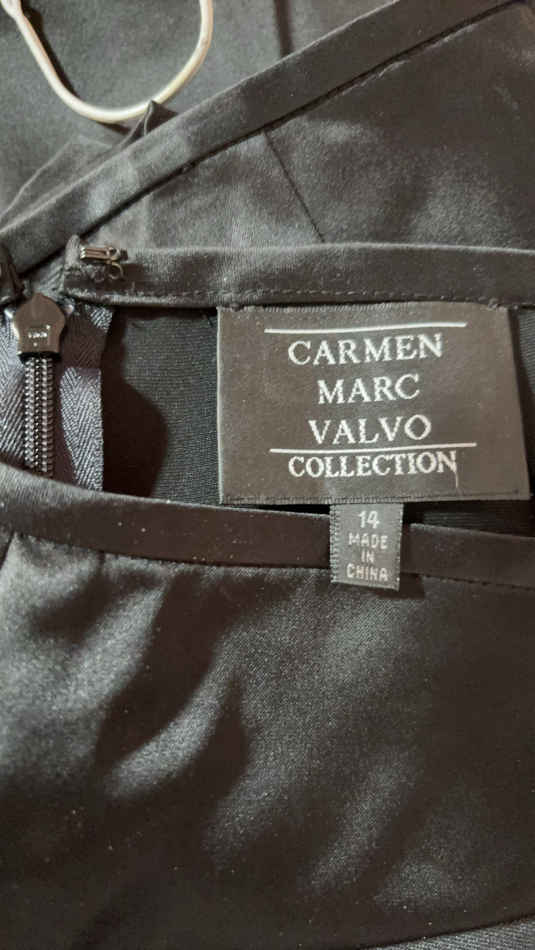 CARMEN
MARC
VALVO
COLLECTION
14
MADE
IN
CHINA